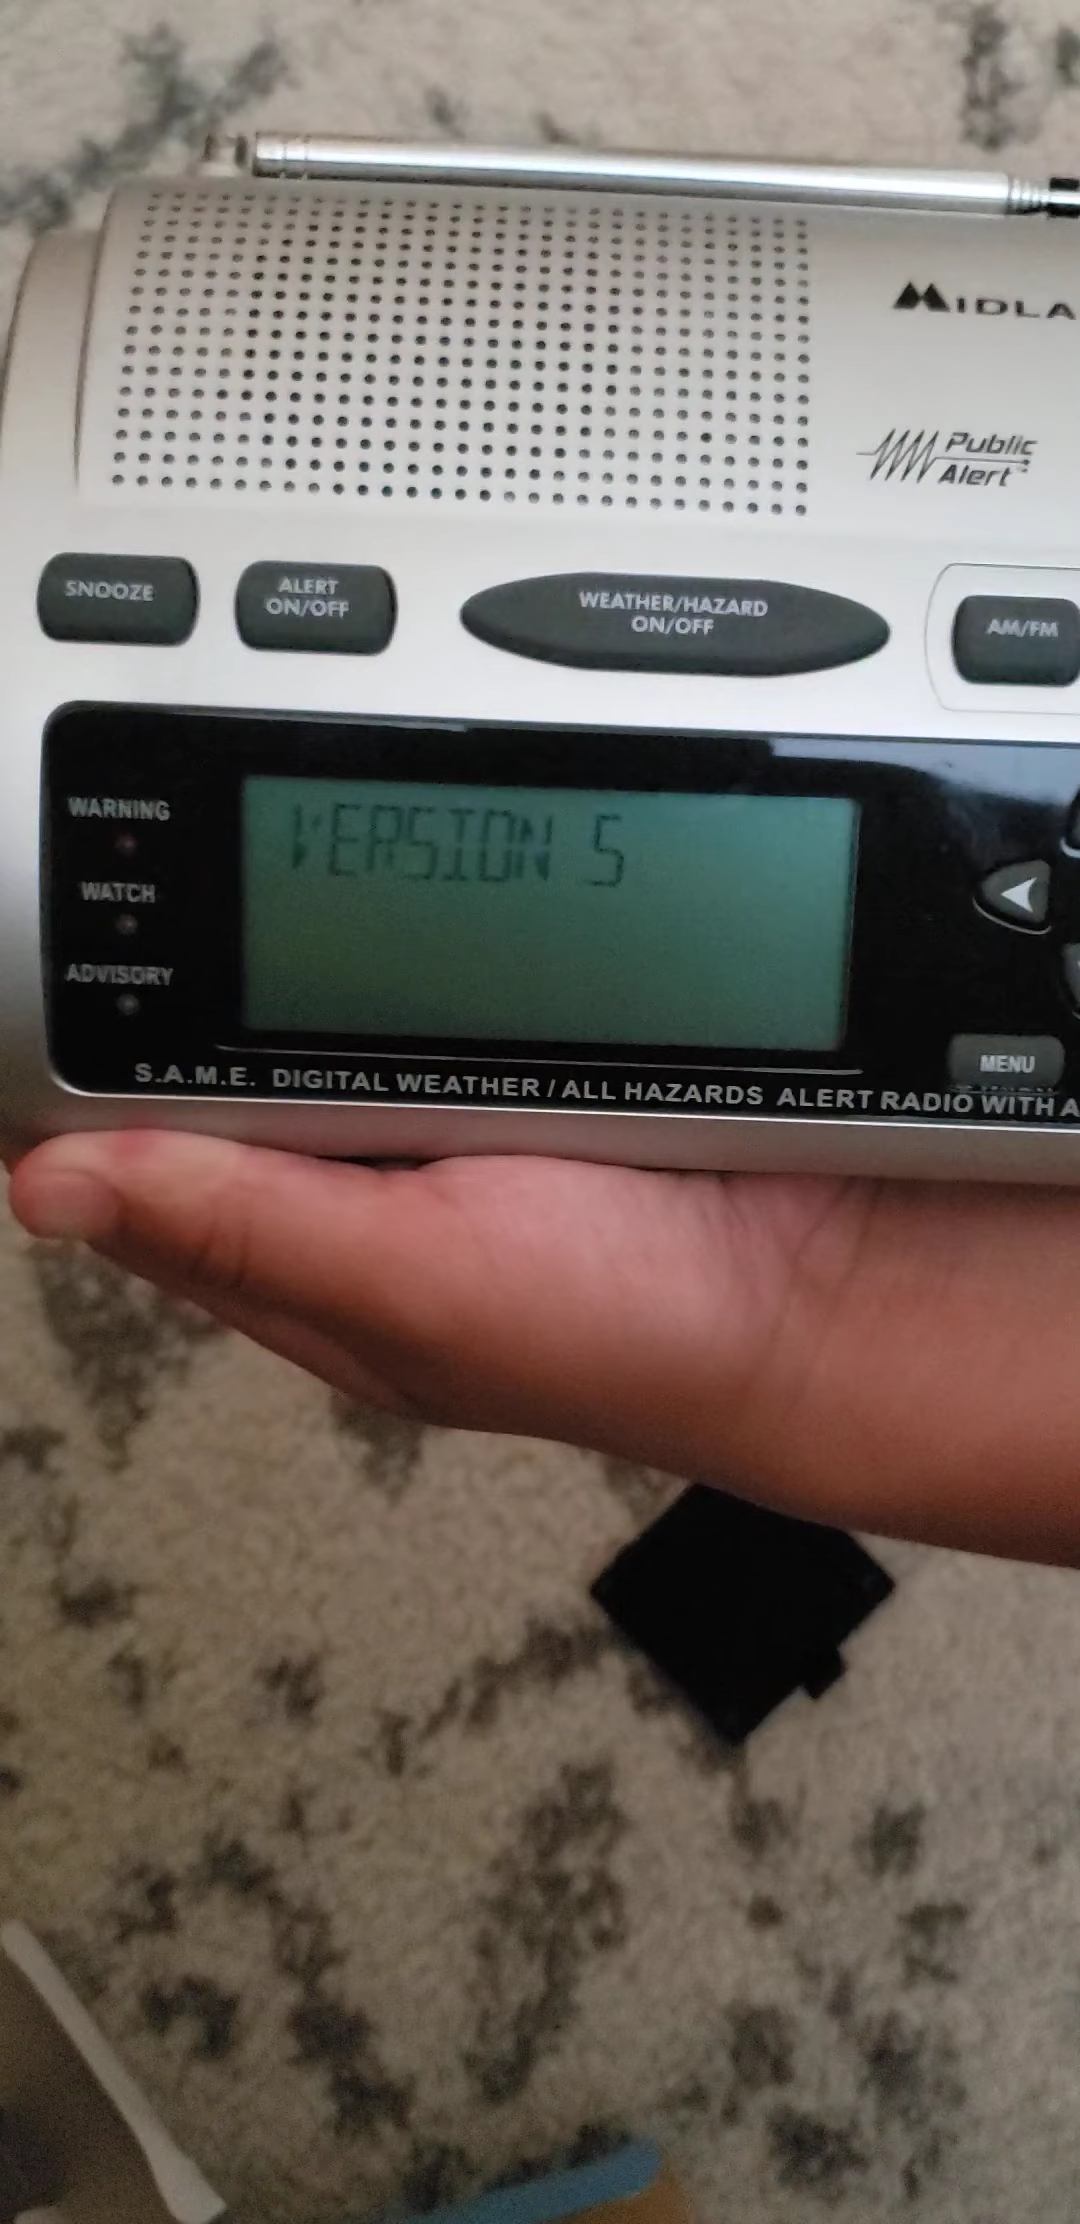 MIDLA
Public
Alert
SNOOZE
ALERT
ON/OFF
WEATHER/HAZARD
ON/OFF
AM/FM
WARNING
WATCH
ADVISORY
VERSION 5
MENU
S.A.M.E. DIGITAL WEATHER / ALL HAZARDS ALERT RADIO WITH A